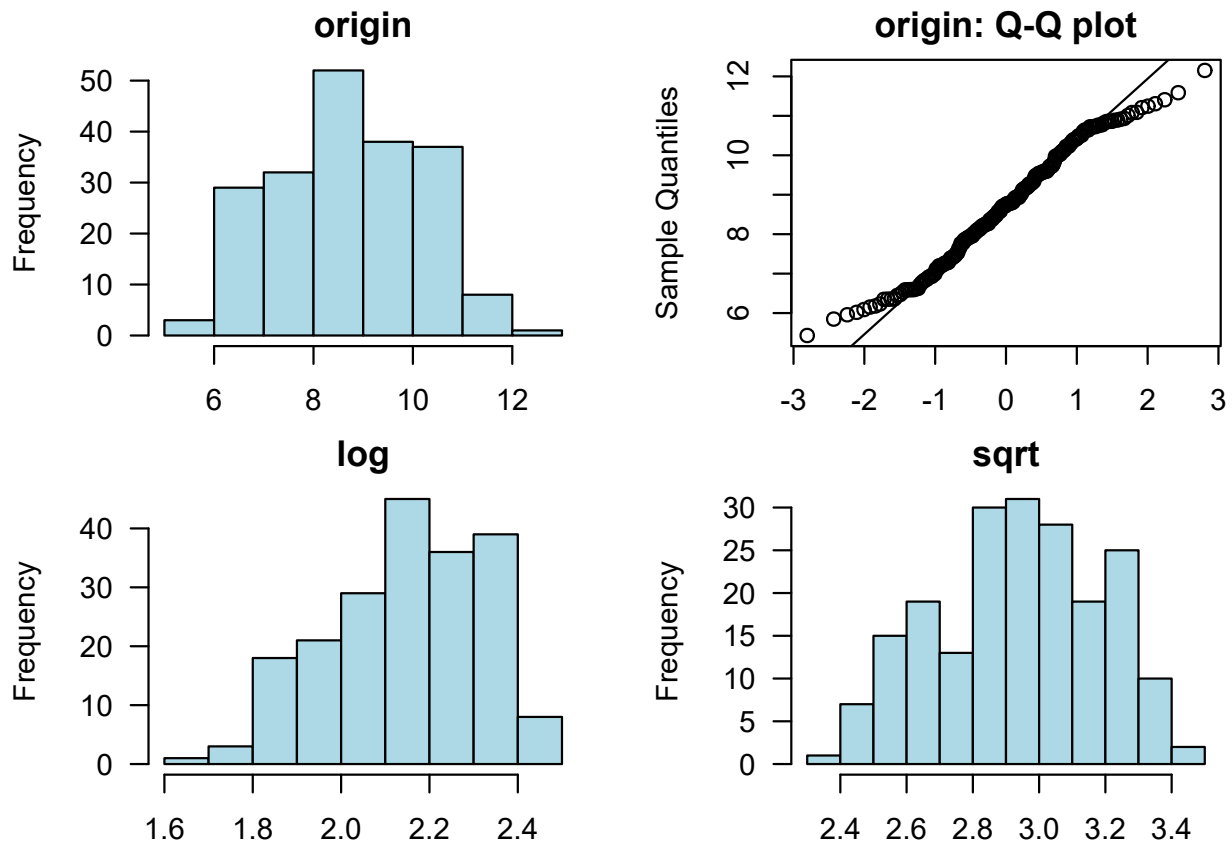 origin
Frequency
0 10 20 30 40 50
6 8 10 12
origin: Q-Q plot
Sample Quantiles
6 8 10 12
-3 -2 -1 0 1 2 3
log
Frequency
0 10 20 30 40
1.6 1.8 2.0 2.2 2.4
sqrt
Frequency
0 5 10 15 20 25 30
2.4 2.6 2.8 3.0 3.2 3.4